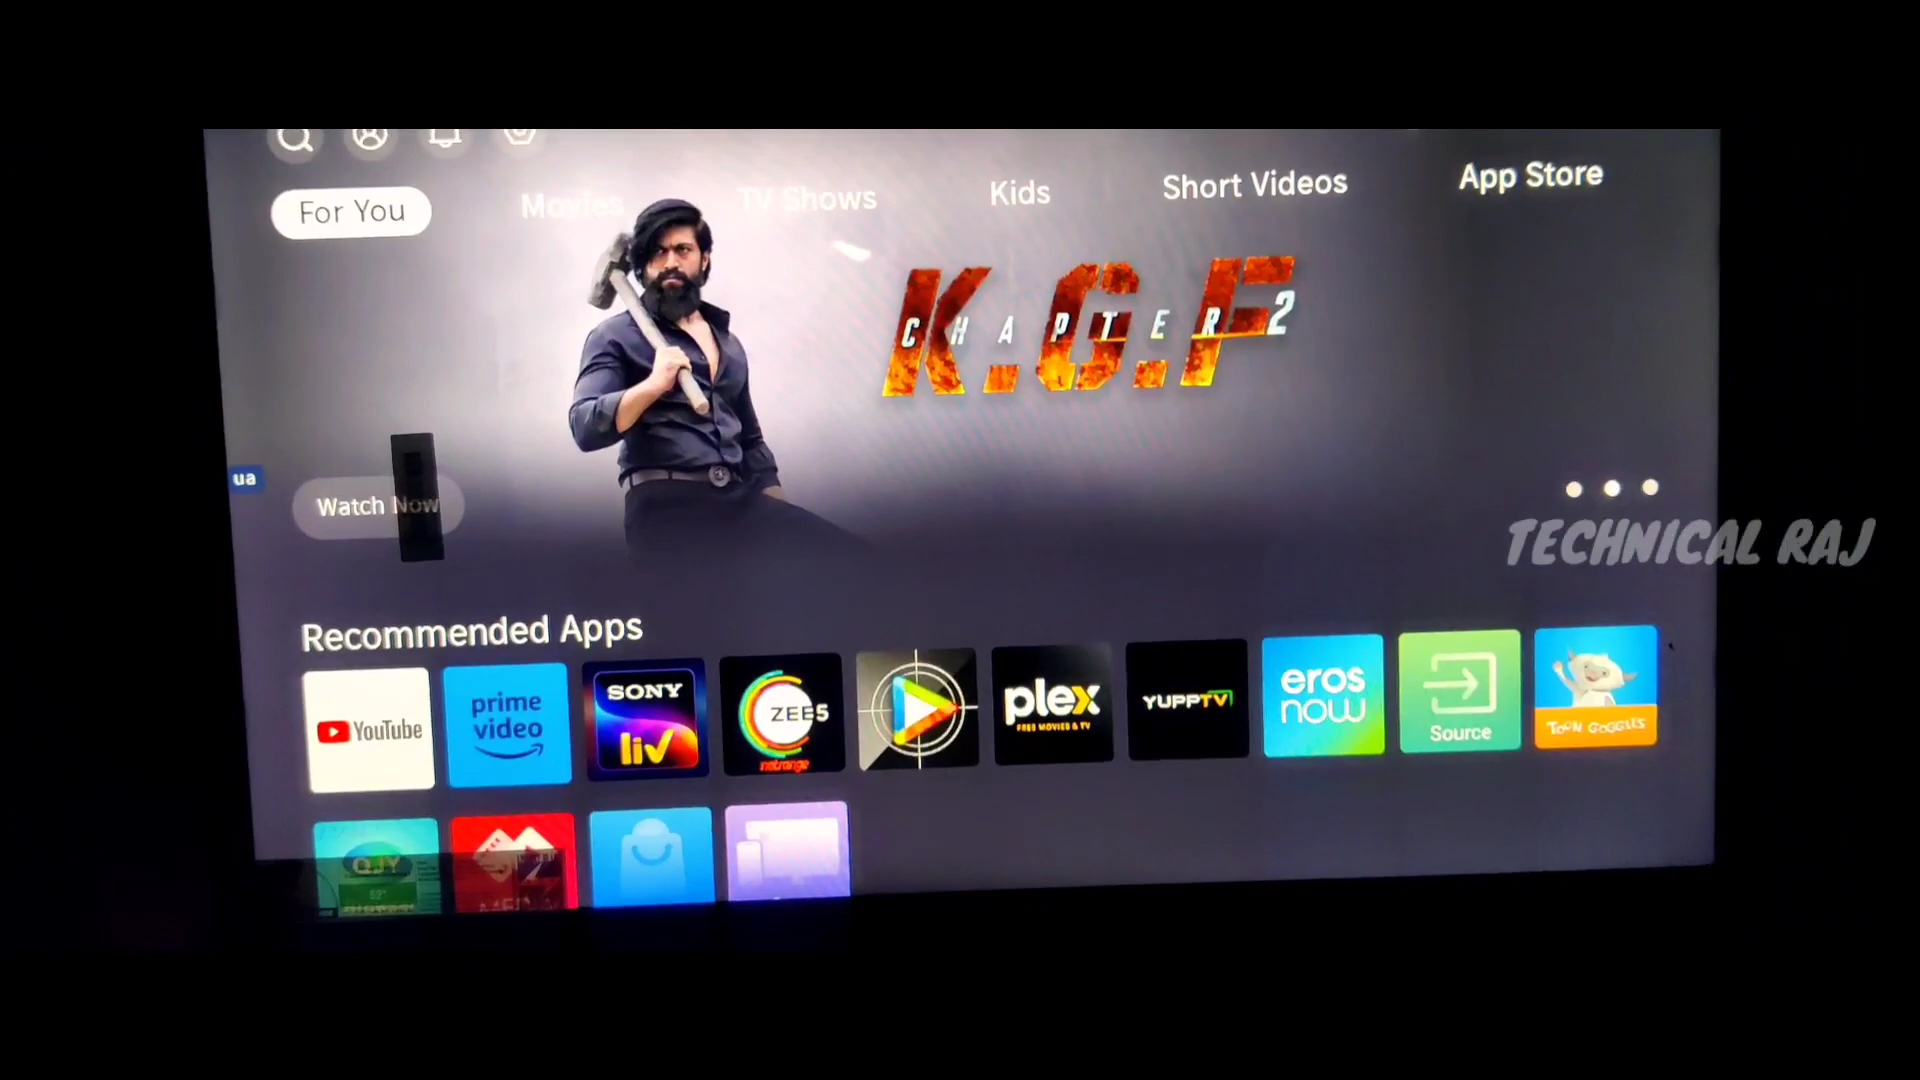 For You
Movies
TV Shows
Kids
Short Videos
App Store
K.G.F
CHAPTER 2
ua
Watch Now
TECHNICAL RAJ
Recommended Apps
YouTube
prime
video
SONY
liv
ZEE5
netrange
plex
FREE MOVIES & TV
YUPPTV
eros
now
Source
TOON GOGGLES